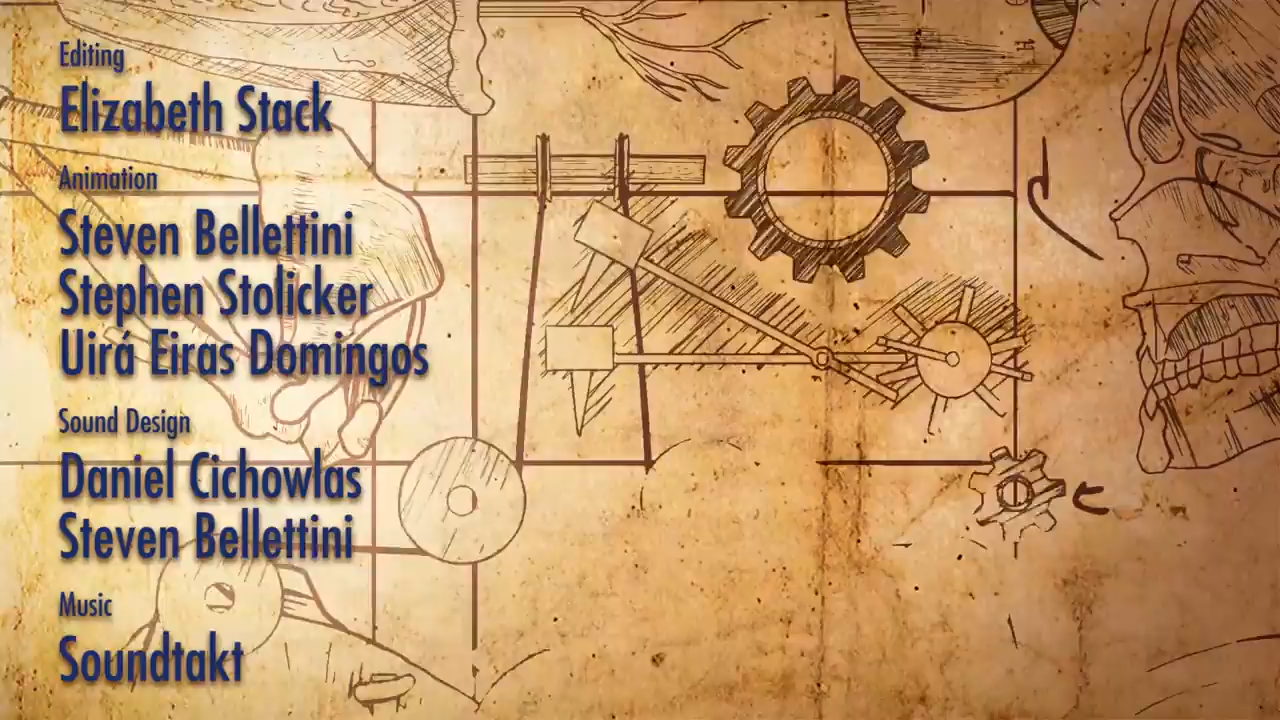 Editing
Elizabeth Stack
Animation
Steven Bellettini
Stephen Stolicker
Uirá Eiras Domingos
Sound Design
Daniel Cichowlas
Steven Bellettini
Music
Soundtakt